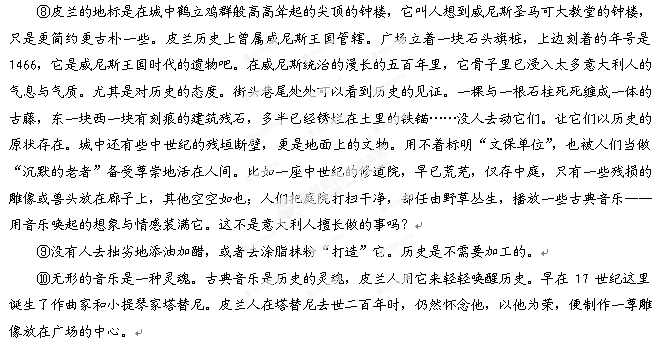 ⑧皮兰的地标是在城中鹤立鸡群般高高耸起的尖顶的钟楼，它叫人想到威尼斯圣马可大教堂的钟楼，
只是更简约更古朴一些。皮兰历史上曾属威尼斯王国管辖。广场立着一块石头旗桩，上边刻着的年号是
1466，它是威尼斯王国时代的遗物吧。在威尼斯统治的漫长的五百年里，它骨子里已浸入太多意大利人的
气息与气质。尤其是对历史的态度。街头巷尾处处可以看到历史的见证。一棵与一根石柱死死缠成一体的
古藤，东一块西一块有刻痕的建筑残石，多半已经锈烂在土里的铁锚……没人去动它们。让它们以历史的
原状存在。城中还有些中世纪的残垣断壁，更是地面上的文物。用不着标明“文保单位”，也被人们当做
“沉默的老者”备受尊崇地活在人间。比如一座中世纪的修道院，早已荒芜，仅存中庭，只有一些残损的
雕像或兽头放在廊子上，其他空空如也；人们把庭院打扫干净，却任由野草丛生，播放一些古典音乐——
用音乐唤起的想象与情感装满它。这不是意大利人擅长做的事吗？
⑨没有人去拙劣地添油加醋，或者去涂脂抹粉“打造”它。历史是不需要加工的。
⑩无形的音乐是一种灵魂。古典音乐是历史的灵魂，皮兰人用它来轻轻唤醒历史。早在 17 世纪这里
诞生了作曲家和小提琴家塔替尼。皮兰人在塔替尼去世二百年时，仍然怀念他，以他为荣，便制作一尊雕
像放在广场的中心。